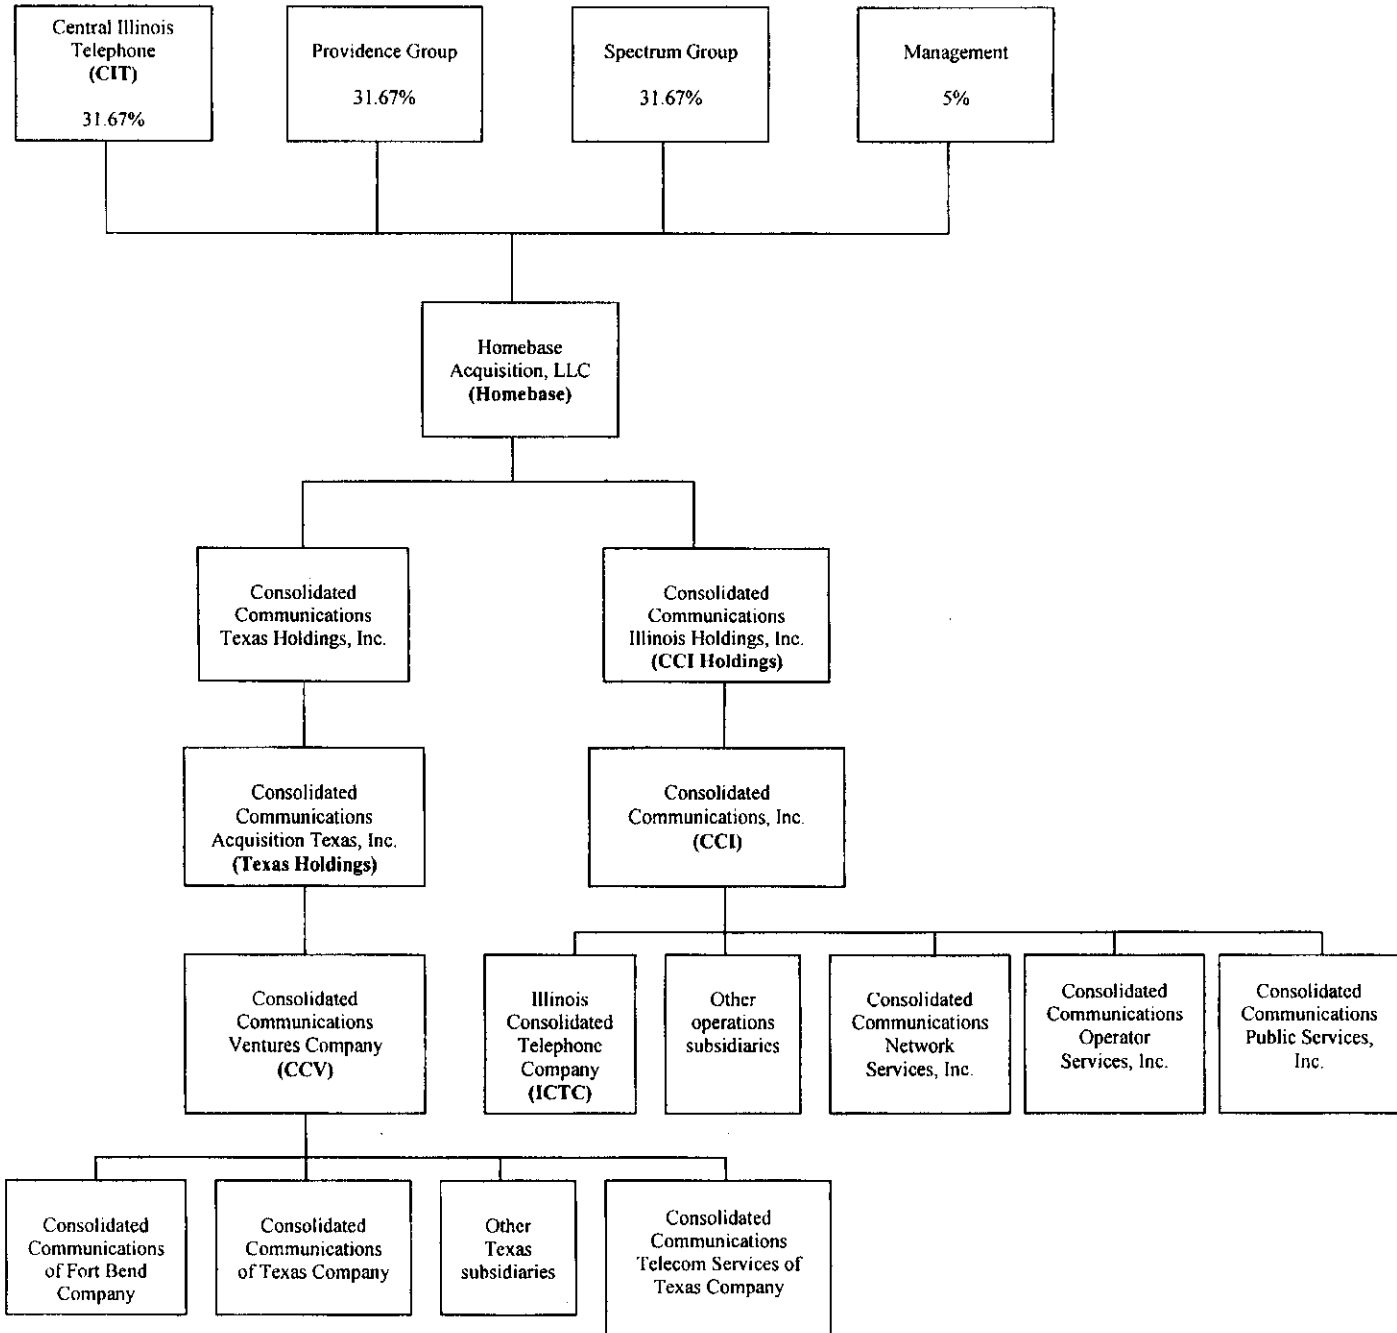 Central Illinois
Telephone
(CIT)
31.67%
Providence Group
31.67%
Spectrum Group
31.67%
Management
5%
Homebase
Acquisition, LLC
(Homebase)
Consolidated
Communications
Texas Holdings, Inc.
Consolidated
Communications
Illinois Holdings, Inc.
(CCI Holdings)
Consolidated
Communications
Acquisition Texas, Inc.
(Texas Holdings)
Consolidated
Communications, Inc.
(CCI)
Consolidated
Communications
Ventures Company
(CCV)
Illinois
Consolidated
Telephone
Company
(ICTC)
Other
operations
subsidiaries
Consolidated
Communications
Network
Services, Inc.
Consolidated
Communications
Operator
Services, Inc.
Consolidated
Communications
Public Services,
Inc.
Consolidated
Communications
of Fort Bend
Company
Consolidated
Communications
of Texas Company
Other
Texas
subsidiaries
Consolidated
Communications
Telecom Services of
Texas Company